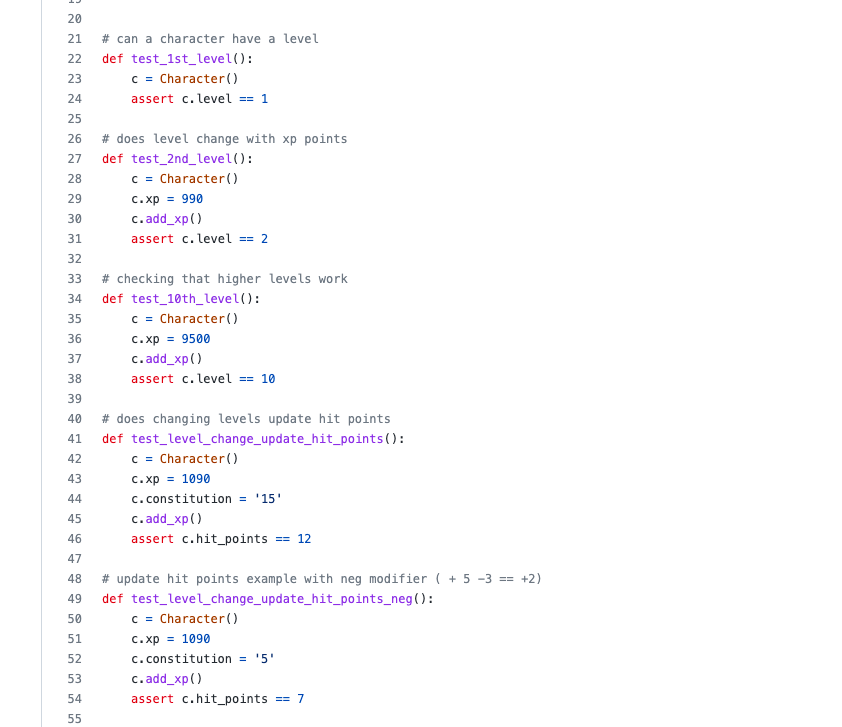 20
21 # can a character have a level
22 def test_1st_level():
23     c = Character()
24     assert c.level == 1
25
26 # does level change with xp points
27 def test_2nd_level():
28     c = Character()
29     c.xp = 990
30     c.add_xp()
31     assert c.level == 2
32
33 # checking that higher levels work
34 def test_10th_level():
35     c = Character()
36     c.xp = 9500
37     c.add_xp()
38     assert c.level == 10
39
40 # does changing levels update hit points
41 def test_level_change_update_hit_points():
42     c = Character()
43     c.xp = 1090
44     c.constitution = '15'
45     c.add_xp()
46     assert c.hit_points == 12
47
48 # update hit points example with neg modifier ( + 5 -3 == +2)
49 def test_level_change_update_hit_points_neg():
50     c = Character()
51     c.xp = 1090
52     c.constitution = '5'
53     c.add_xp()
54     assert c.hit_points == 7
55